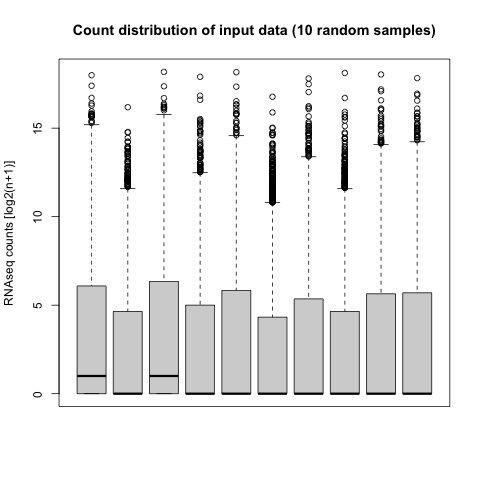 Count distribution of input data (10 random samples)
RNAseq counts [log2(n+1)]
15
10
5
0